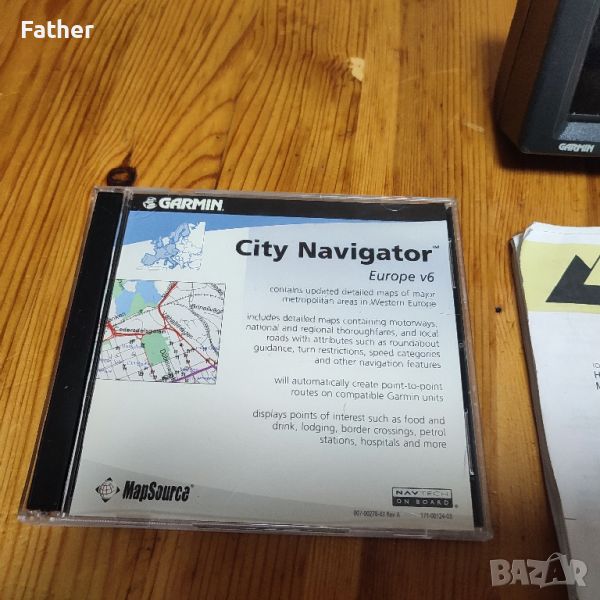 Father
GARMIN
GARMIN
City Navigator™
Europe v6
contains updated detailed maps of major
metropolitan areas in Western Europe
includes detailed maps containing motorways,
national and regional thoroughfares, and local
roads with attributes such as roundabout
guidance, turn restrictions, speed categories
and other navigation features
will automatically create point-to-point
routes on compatible Garmin units
displays points of interest such as food and
drink, lodging, border crossings, petrol
stations, hospitals and more
MapSource®
NAVTECH
ON BOARD
BAZAR